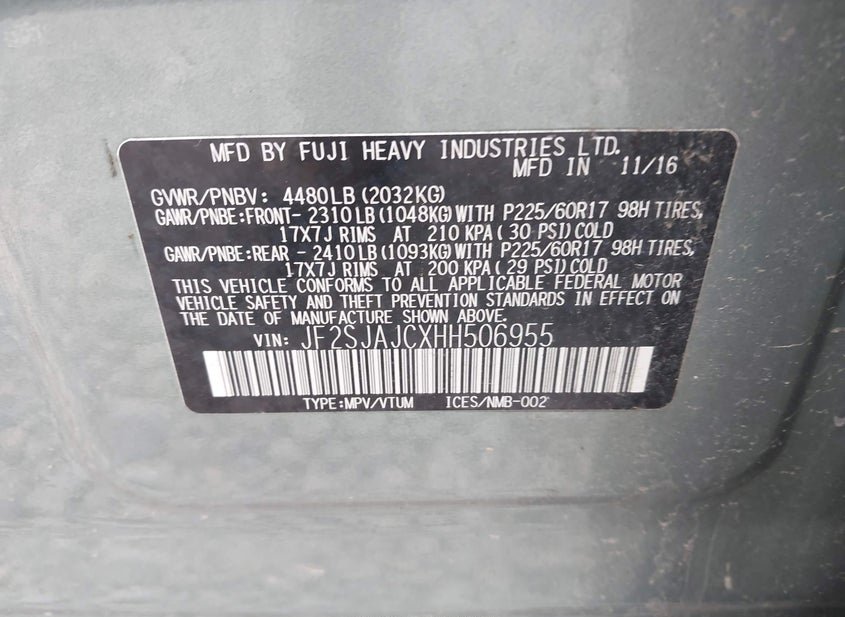 MFD BY FUJI HEAVY INDUSTRIES LTD.
MFD IN 11/16
GVWR/PNBV: 4480LB (2032KG)
GAWR/PNBE:FRONT- 2310LB (1048KG) WITH P225/60R17 98H TIRES,
17X7J RIMS AT 210 KPA( 30 PSI) COLD
GAWR/PNBE:REAR - 2410LB (1093KG) WITH P225/60R17 98H TIRES,
17X7J RIMS AT 200 KPA( 29 PSI) COLD
THIS VEHICLE CONFORMS TO ALL APPLICABLE FEDERAL MOTOR
VEHICLE SAFETY AND THEFT PREVENTION STANDARDS IN EFFECT ON
THE DATE OF MANUFACTURE SHOWN ABOVE.
VIN: JF2SJAJCXHH506955
TYPE:MPV/VTUM ICES/NMB-002